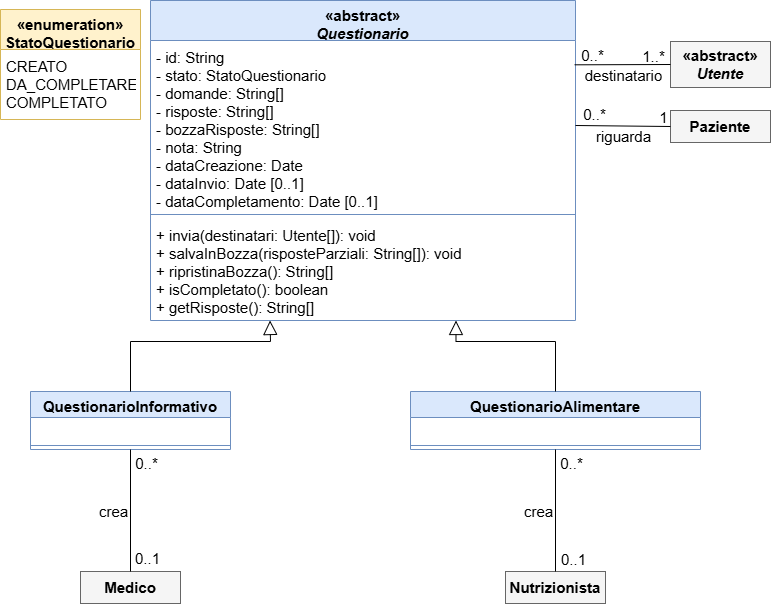 «enumeration»
StatoQuestionario
CREATO
DA_COMPLETARE
COMPLETATO
«abstract»
Questionario
- id: String
- stato: StatoQuestionario
- domande: String[]
- risposte: String[]
- bozzaRisposte: String[]
- nota: String
- dataCreazione: Date
- dataInvio: Date [0..1]
- dataCompletamento: Date [0..1]
+ invia(destinatari: Utente[]): void
+ salvaInBozza(risposteParziali: String[]): void
+ ripristinaBozza(): String[]
+ isCompletato(): boolean
+ getRisposte(): String[]
0..*
1..*
destinatario
«abstract»
Utente
0..*
1
riguarda
Paziente
QuestionarioInformativo
QuestionarioAlimentare
0..*
crea
0..1
Medico
0..*
crea
0..1
Nutrizionista